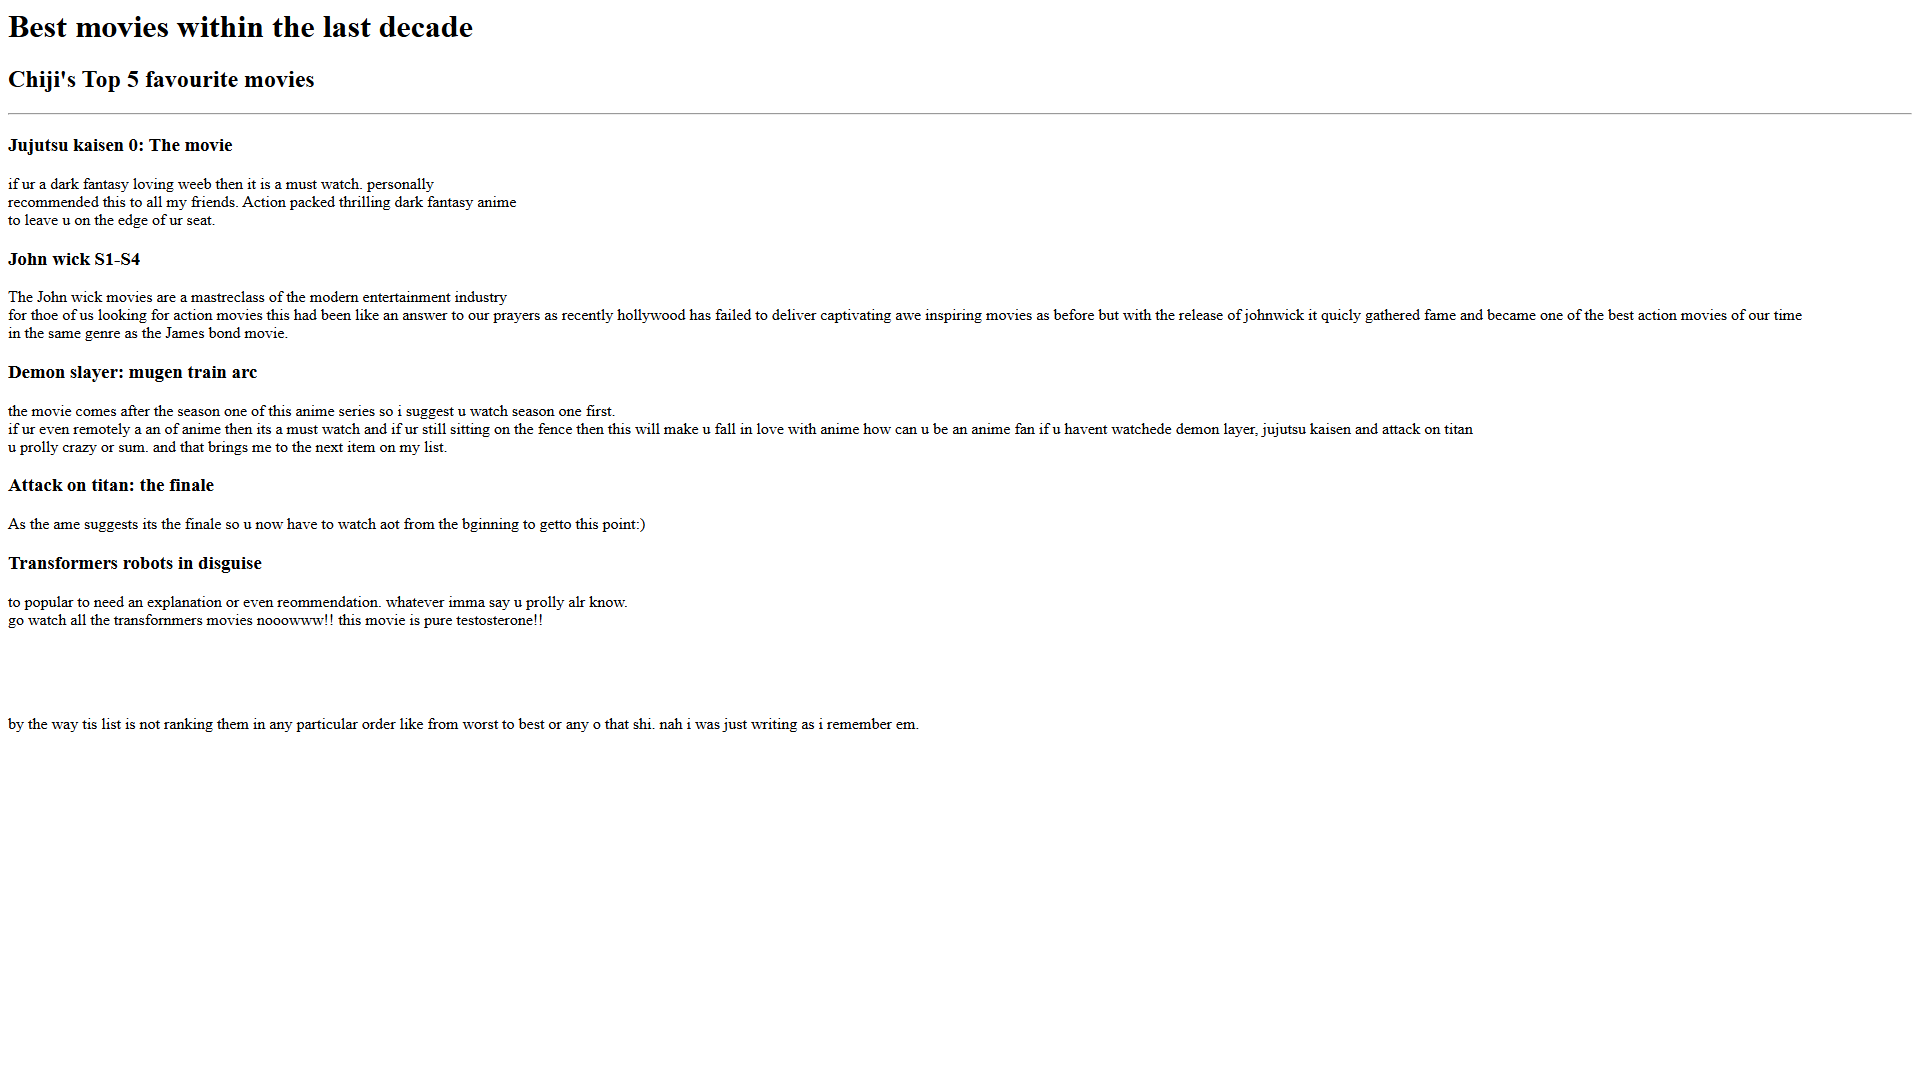 Best movies within the last decade
Chiji's Top 5 favourite movies
Jujutsu kaisen 0: The movie
if ur a dark fantasy loving weeb then it is a must watch. personally
recommended this to all my friends. Action packed thrilling dark fantasy anime
to leave u on the edge of ur seat.
John wick S1-S4
The John wick movies are a mastreclass of the modern entertainment industry
for thoe of us looking for action movies this had been like an answer to our prayers as recently hollywood has failed to deliver captivating awe inspiring movies as before but with the release of johnwick it quicly gathered fame and became one of the best action movies of our time
in the same genre as the James bond movie.
Demon slayer: mugen train arc
the movie comes after the season one of this anime series so i suggest u watch season one first.
if ur even remotely a an of anime then its a must watch and if ur still sitting on the fence then this will make u fall in love with anime how can u be an anime fan if u havent watchede demon layer, jujutsu kaisen and attack on titan
u prolly crazy or sum. and that brings me to the next item on my list.
Attack on titan: the finale
As the ame suggests its the finale so u now have to watch aot from the bginning to getto this point:)
Transformers robots in disguise
to popular to need an explanation or even reommendation. whatever imma say u prolly alr know.
go watch all the transfornmers movies nooowww!! this movie is pure testosterone!!
by the way tis list is not ranking them in any particular order like from worst to best or any o that shi. nah i was just writing as i remember em.